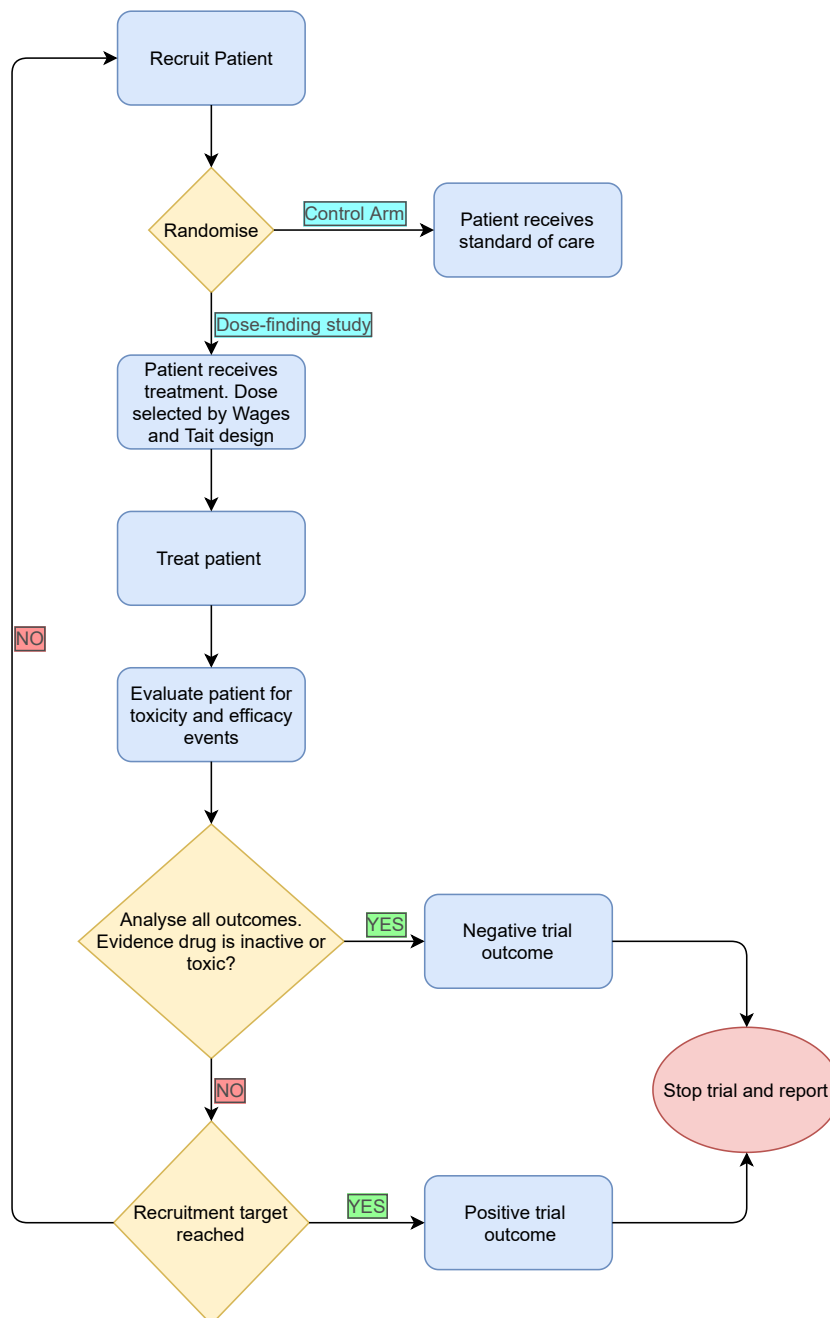 Recruit Patient
Control Arm
Randomise
Patient receives
standard of care
Dose-finding study
Patient receives
treatment. Dose
selected by Wages
and Tait design
Treat patient
NO
Evaluate patient for
toxicity and efficacy
events
Analyse all outcomes.
Evidence drug is inactive or
toxic?
YES
Negative trial
outcome
Stop trial and report
NO
Recruitment target
reached
YES
Positive trial
outcome